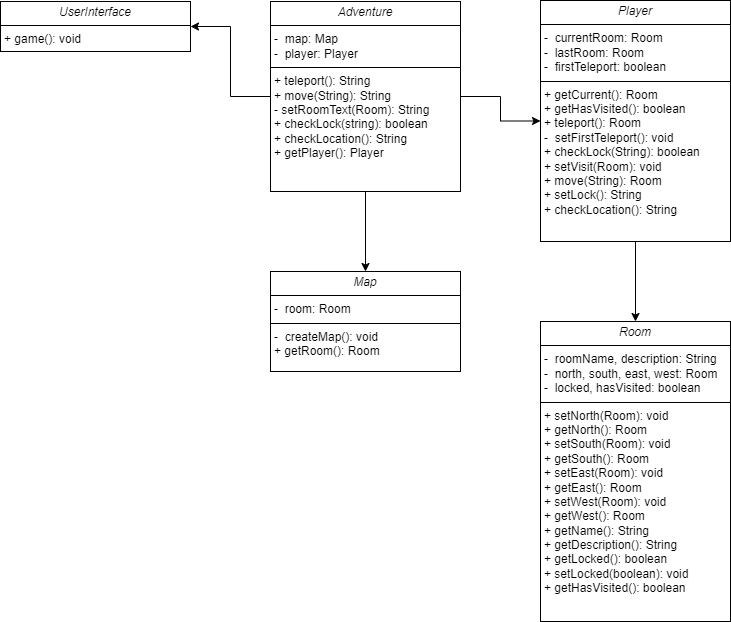 UserInterface
+ game(): void
Adventure
- map: Map
- player: Player
+ teleport(): String
+ move(String): String
- setRoomText(Room): String
+ checkLock(string): boolean
+ checkLocation(): String
+ getPlayer(): Player
Player
- currentRoom: Room
- lastRoom: Room
- firstTeleport: boolean
+ getCurrent(): Room
+ getHasVisited(): boolean
+ teleport(): Room
- setFirstTeleport(): void
+ checkLock(String): boolean
+ setVisit(Room): void
+ move(String): Room
+ setLock(): String
+ checkLocation(): String
Map
- room: Room
- createMap(): void
+ getRoom(): Room
Room
- roomName, description: String
- north, south, east, west: Room
- locked, hasVisited: boolean
+ setNorth(Room): void
+ getNorth(): Room
+ setSouth(Room): void
+ getSouth(): Room
+ setEast(Room): void
+ getEast(): Room
+ setWest(Room): void
+ getWest(): Room
+ getName(): String
+ getDescription(): String
+ getLocked(): boolean
+ setLocked(boolean): void
+ getHasVisited(): boolean